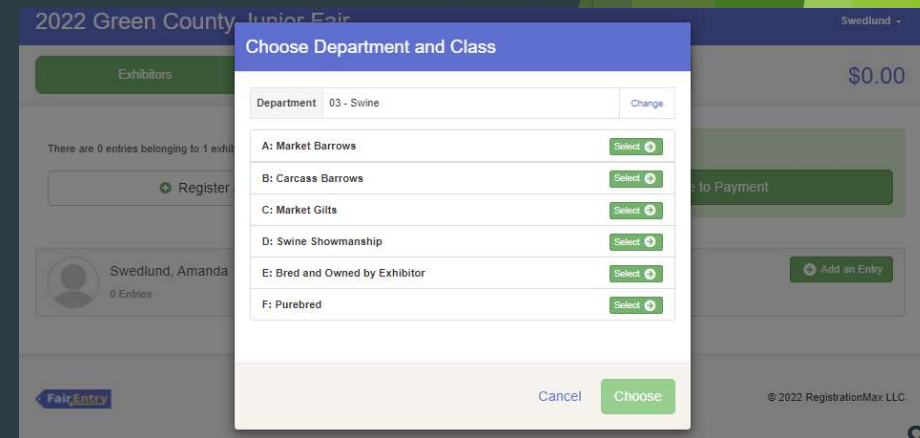 2022 Green County Junior Fair
Swedlund
Choose Department and Class
Exhibitors
$0.00
Department 03 - Swine Change
There are 0 entries belonging to 1
A: Market Barrows Select
B: Carcass Barrows Select
Register
to Payment
C: Market Gilts Select
D: Swine Showmanship Select
Swedlund, Amanda
0 Entries
E: Bred and Owned by Exhibitor Select
Add an Entry
F: Purebred Select
FairEntry
Cancel Choose
© 2022 RegistrationMax LLC